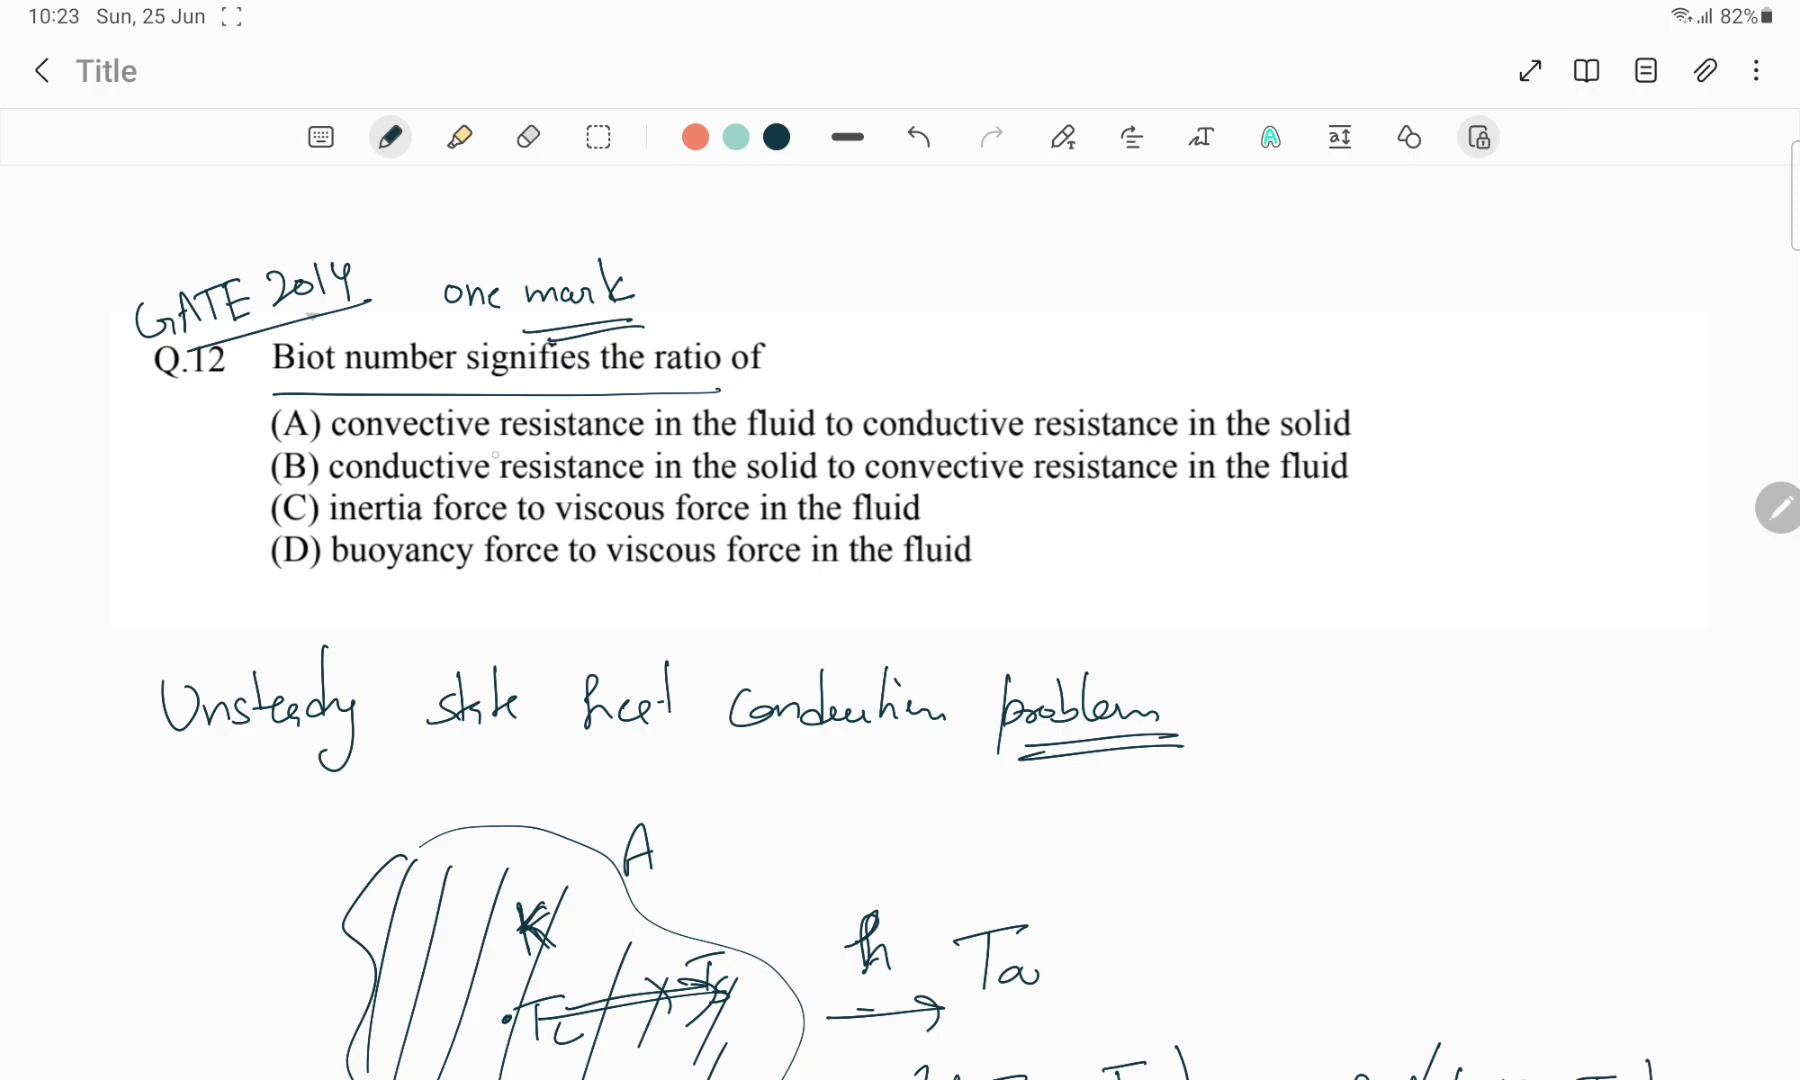 10:23 Sun, 25 Jun
82%
Title
GATE 2014 one mark
Q.12 Biot number signifies the ratio of
(A) convective resistance in the fluid to conductive resistance in the solid
(B) conductive resistance in the solid to convective resistance in the fluid
(C) inertia force to viscous force in the fluid
(D) buoyancy force to viscous force in the fluid
Unsteady state heat conduction problem
A
K
h T∞
Tc Ts